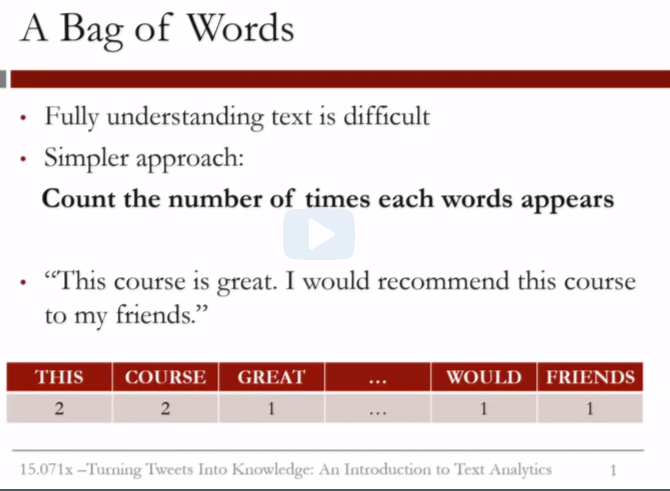 A Bag of Words
• Fully understanding text is difficult
• Simpler approach:
Count the number of times each words appears
• “This course is great. I would recommend this course
to my friends.”
THIS COURSE GREAT ... WOULD FRIENDS
2 2 1 ... 1 1
15.071x –Turning Tweets Into Knowledge: An Introduction to Text Analytics 1